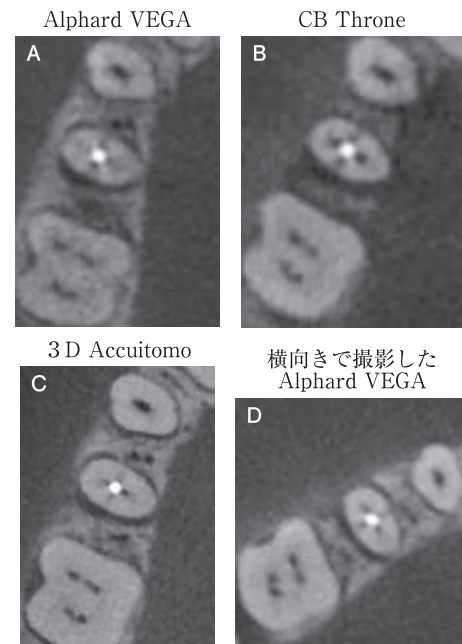 Alphard VEGA
CB Throne
A
B
３D Accuitomo
横向きで撮影した
Alphard VEGA
C
D